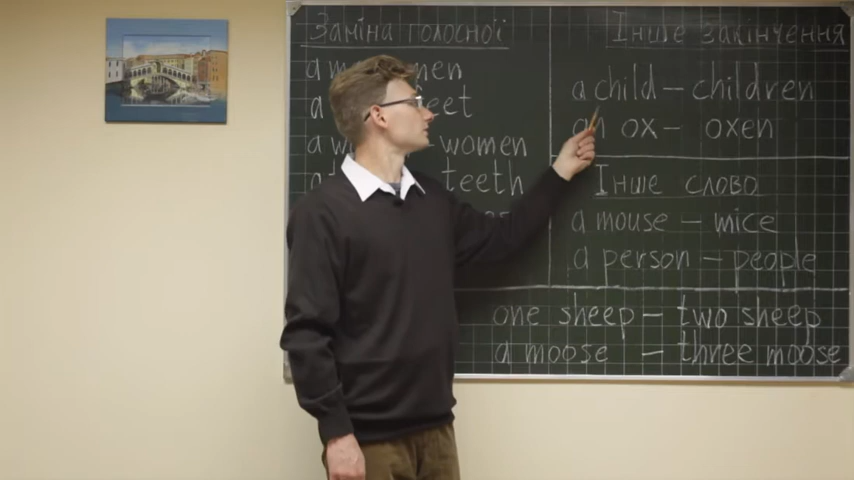 Заміна голосної
a men
a eet
a w - women
a teeth
Інше закінчення
a child – children
an ox – oxen
Інше слово
a mouse – mice
a person – people
one sheep – two sheep
a moose – three moose